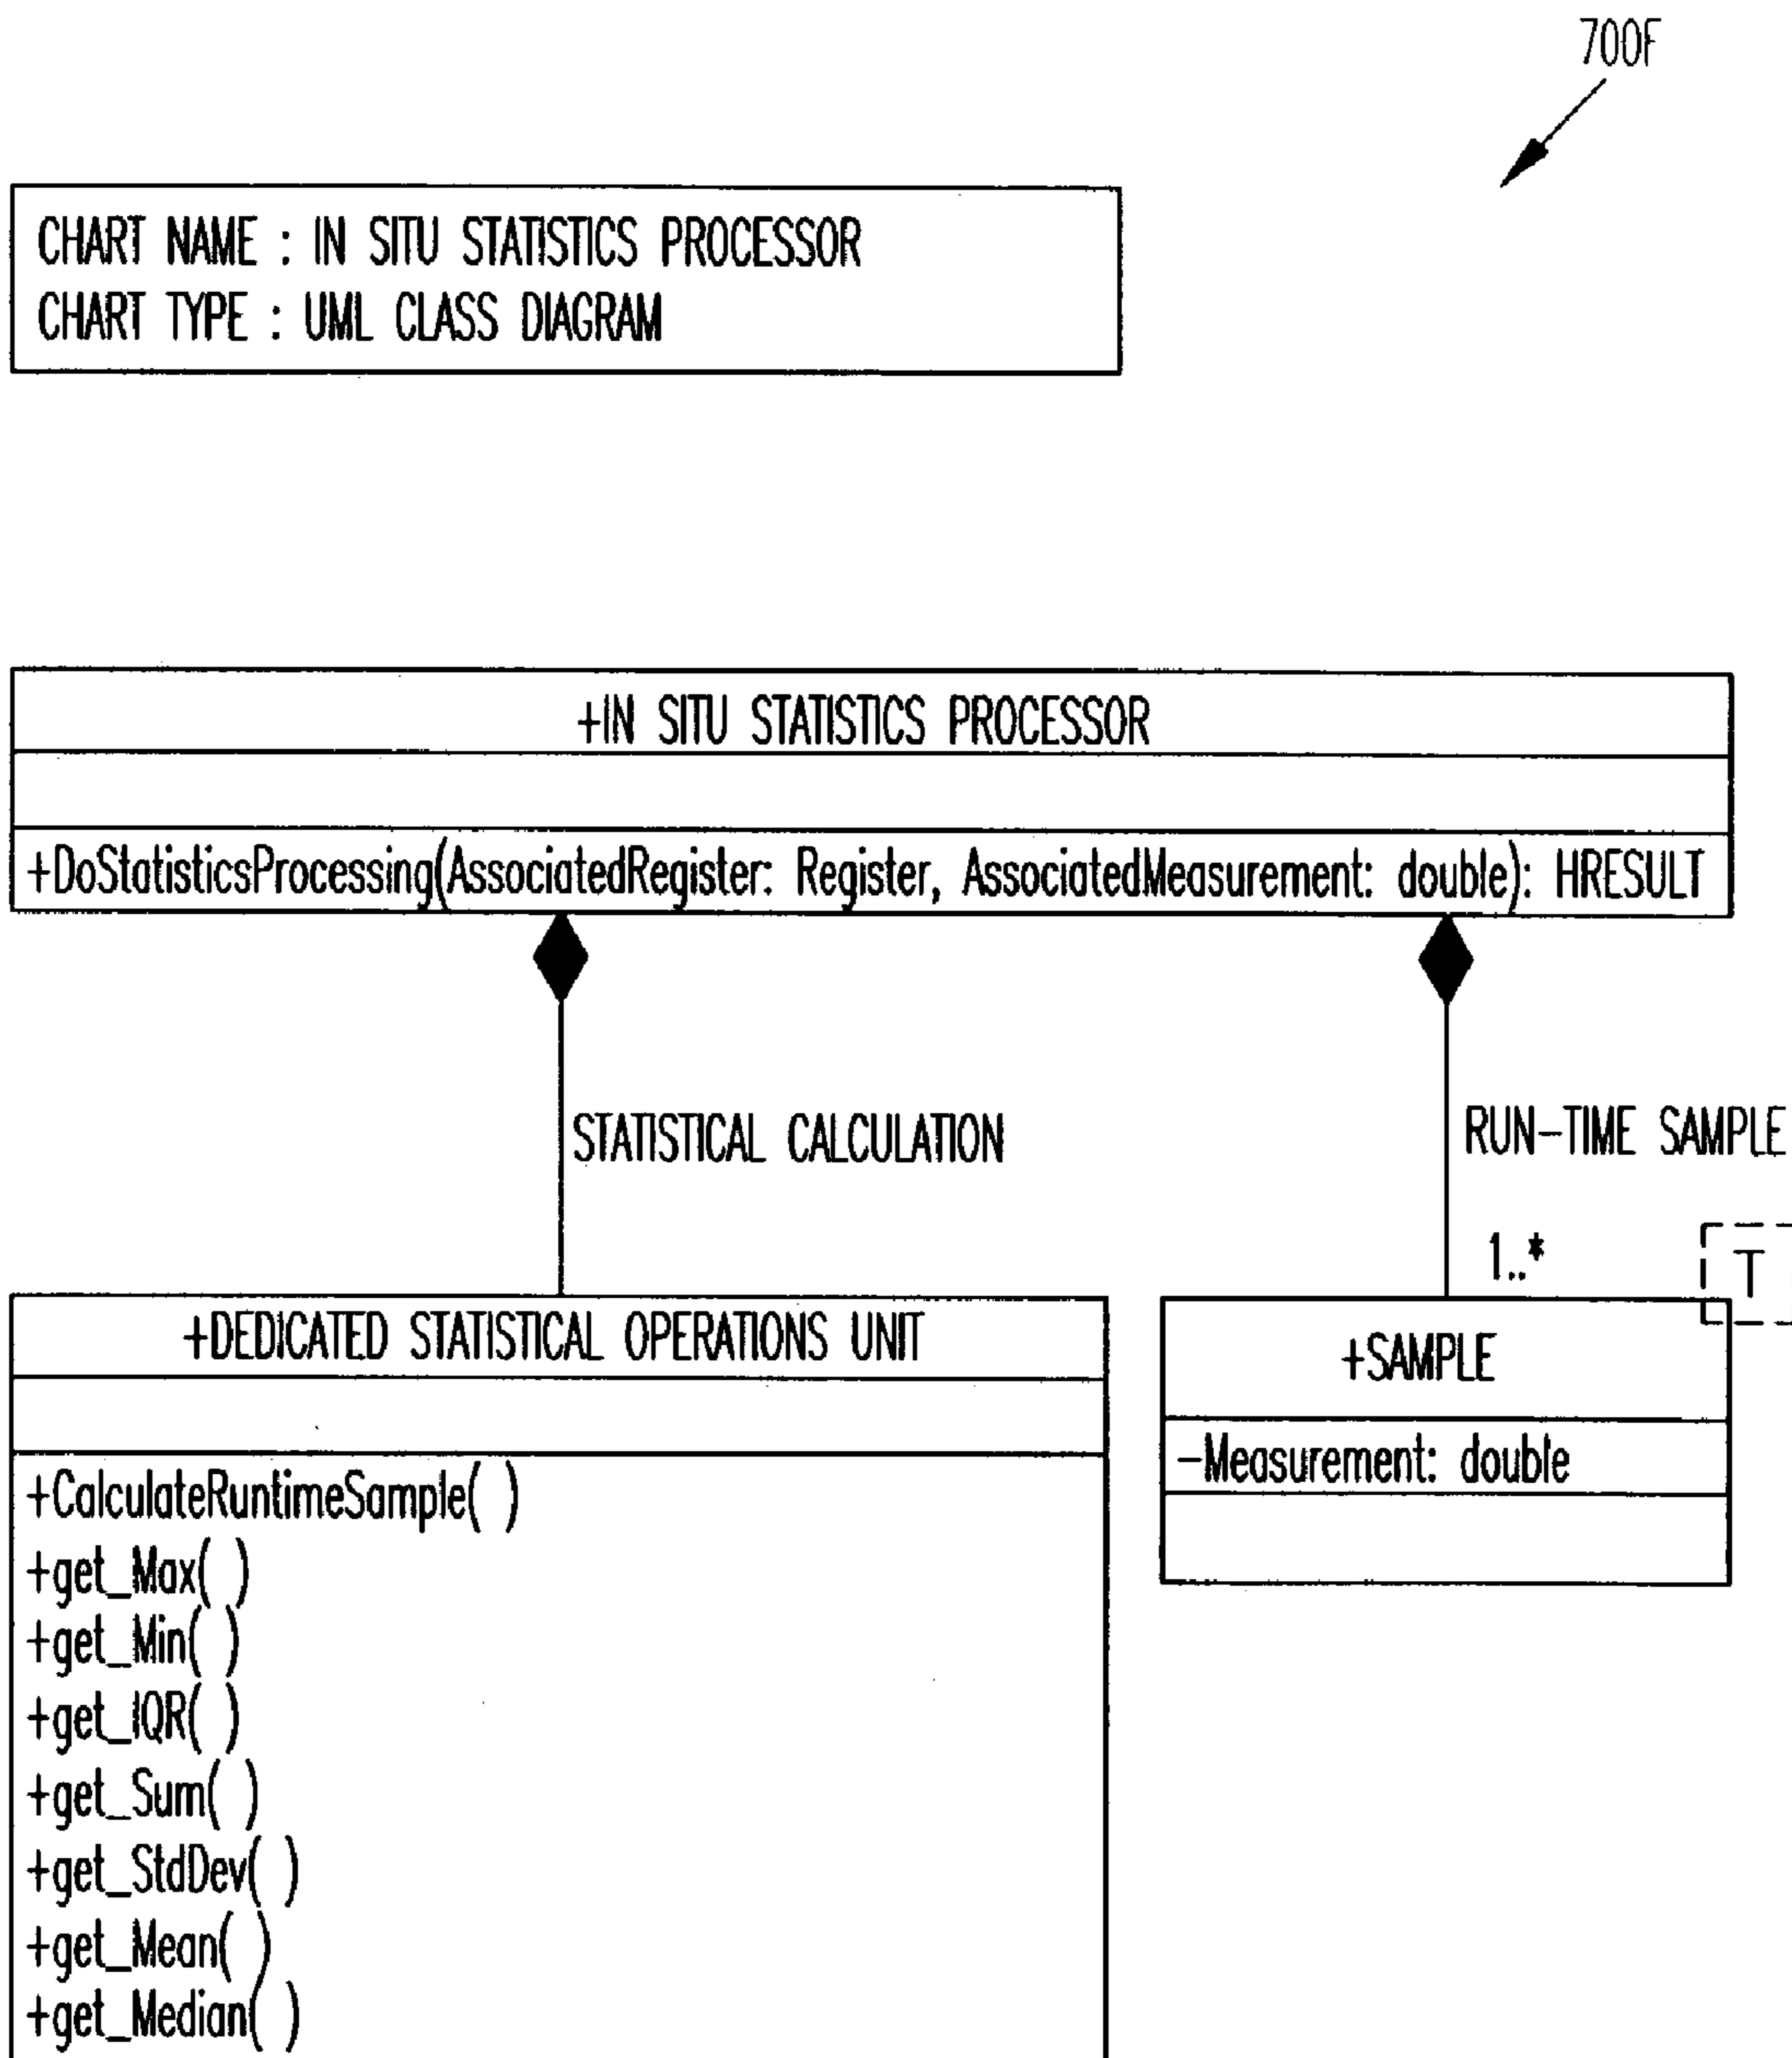 700F
CHART NAME : IN SITU STATISTICS PROCESSOR
CHART TYPE : UML CLASS DIAGRAM
+IN SITU STATISTICS PROCESSOR
+DoStatisticsProcessing(AssociatedRegister: Register, AssociatedMeasurement: double): HRESULT
STATISTICAL CALCULATION
RUN-TIME SAMPLE
1..*
T
+DEDICATED STATISTICAL OPERATIONS UNIT
+CalculateRuntimeSample( )
+get_Max( )
+get_Min( )
+get_IQR( )
+get_Sum( )
+get_StdDev( )
+get_Mean( )
+get_Median( )
+SAMPLE
-Measurement: double